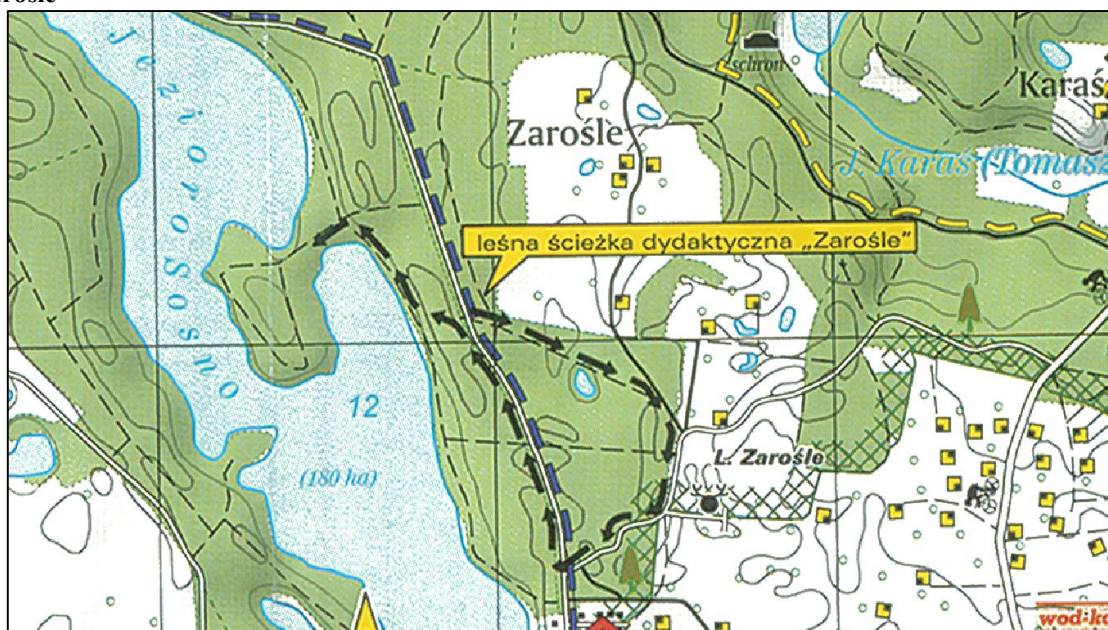 Jezioro Sosno
schron
Karaś
Zarośle
J. Karaś (Tomasz
leśna ścieżka dydaktyczna „Zarośle”
12
(180 ha)
L. Zarośle